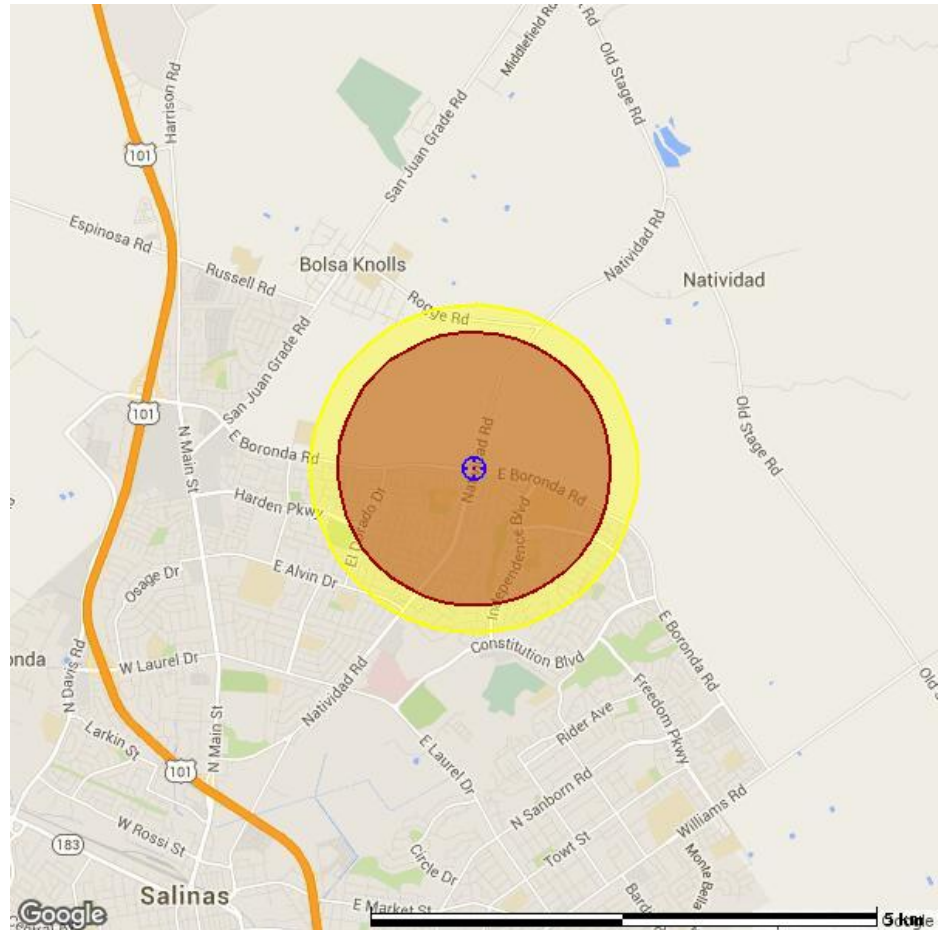 Middlefield Rd
Rd
Old Stage Rd
Harrison Rd
101
San Juan Grade Rd
Espinosa Rd
Russell Rd
Bolsa Knolls
Natividad Rd
Natividad
Rogge Rd
San Juan Grade Rd
101
E Boronda Rd
N Main St
Old Stage Rd
E Boronda Rd
Harden Pkwy
El Dorado Dr
Independence Blvd
Osage Dr
E Alvin Dr
Constitution Blvd
E Boronda Rd
onda
W Laurel Dr
N Davis Rd
Natividad Rd
Freedom Pkwy
Old
Rider Ave
N Main St
Larkin St
101
E Laurel Dr
N Sanborn Rd
Williams Rd
W Rossi St
183
Circle Dr
Towt St
Monte Bella
Salinas
E Market St
Google
5 km
Google